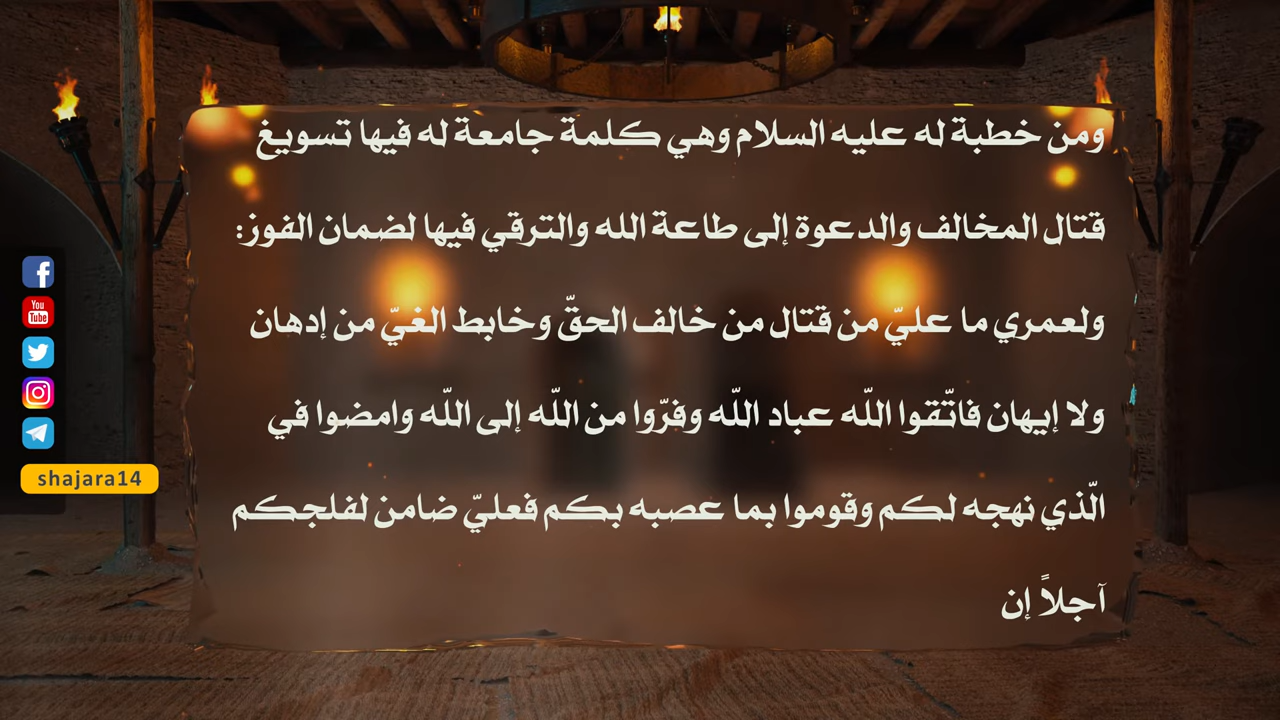 ومن خطبة له عليه السلام وهي كلمة جامعة له فيها تسويغ
قتال المخالف والدعوة إلى طاعة الله والترقي فيها لضمان الفوز:
ولعمري ما عليّ من قتال من خالف الحقّ وخابط الغيّ من إدهان
ولا إيهان فاتّقوا اللّه عباد اللّه وفرّوا من اللّه إلى اللّه وامضوا في
الّذي نهجه لكم وقوموا بما عصبه بكم فعليّ ضامن لفلجكم
آجلاً إن
You
Tube
shajara14